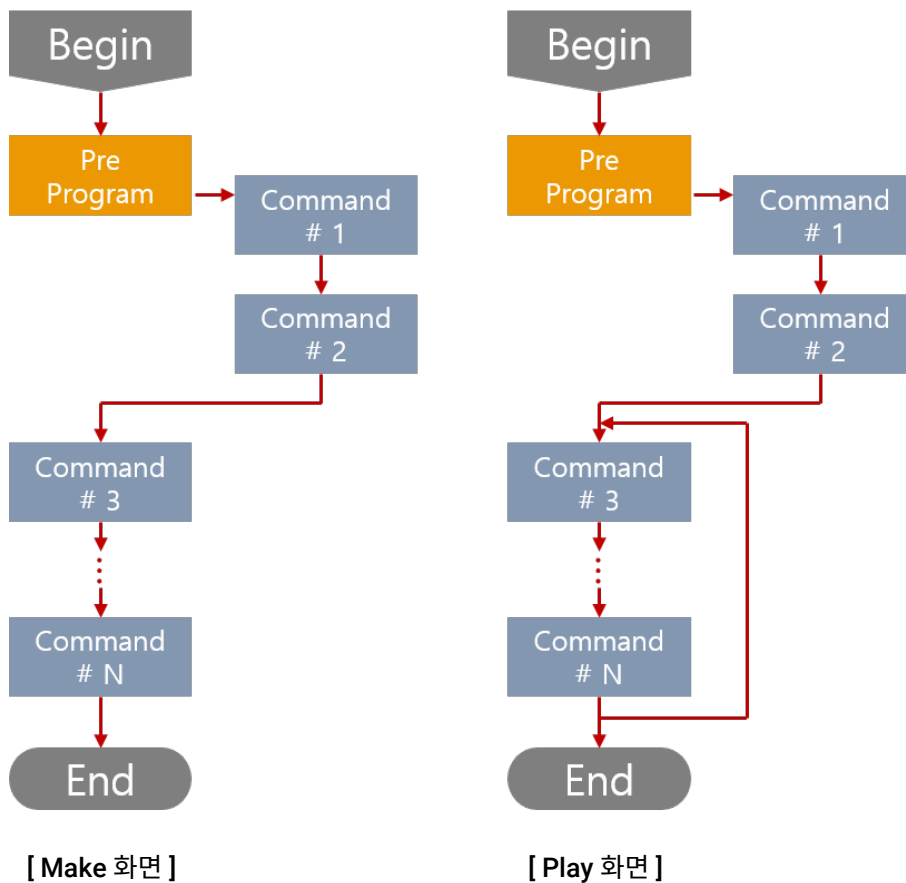 Begin
Pre
Program
Command
# 1
Command
# 2
Command
# 3
Command
# N
End
[ Make 화면 ]
Begin
Pre
Program
Command
# 1
Command
# 2
Command
# 3
Command
# N
End
[ Play 화면 ]